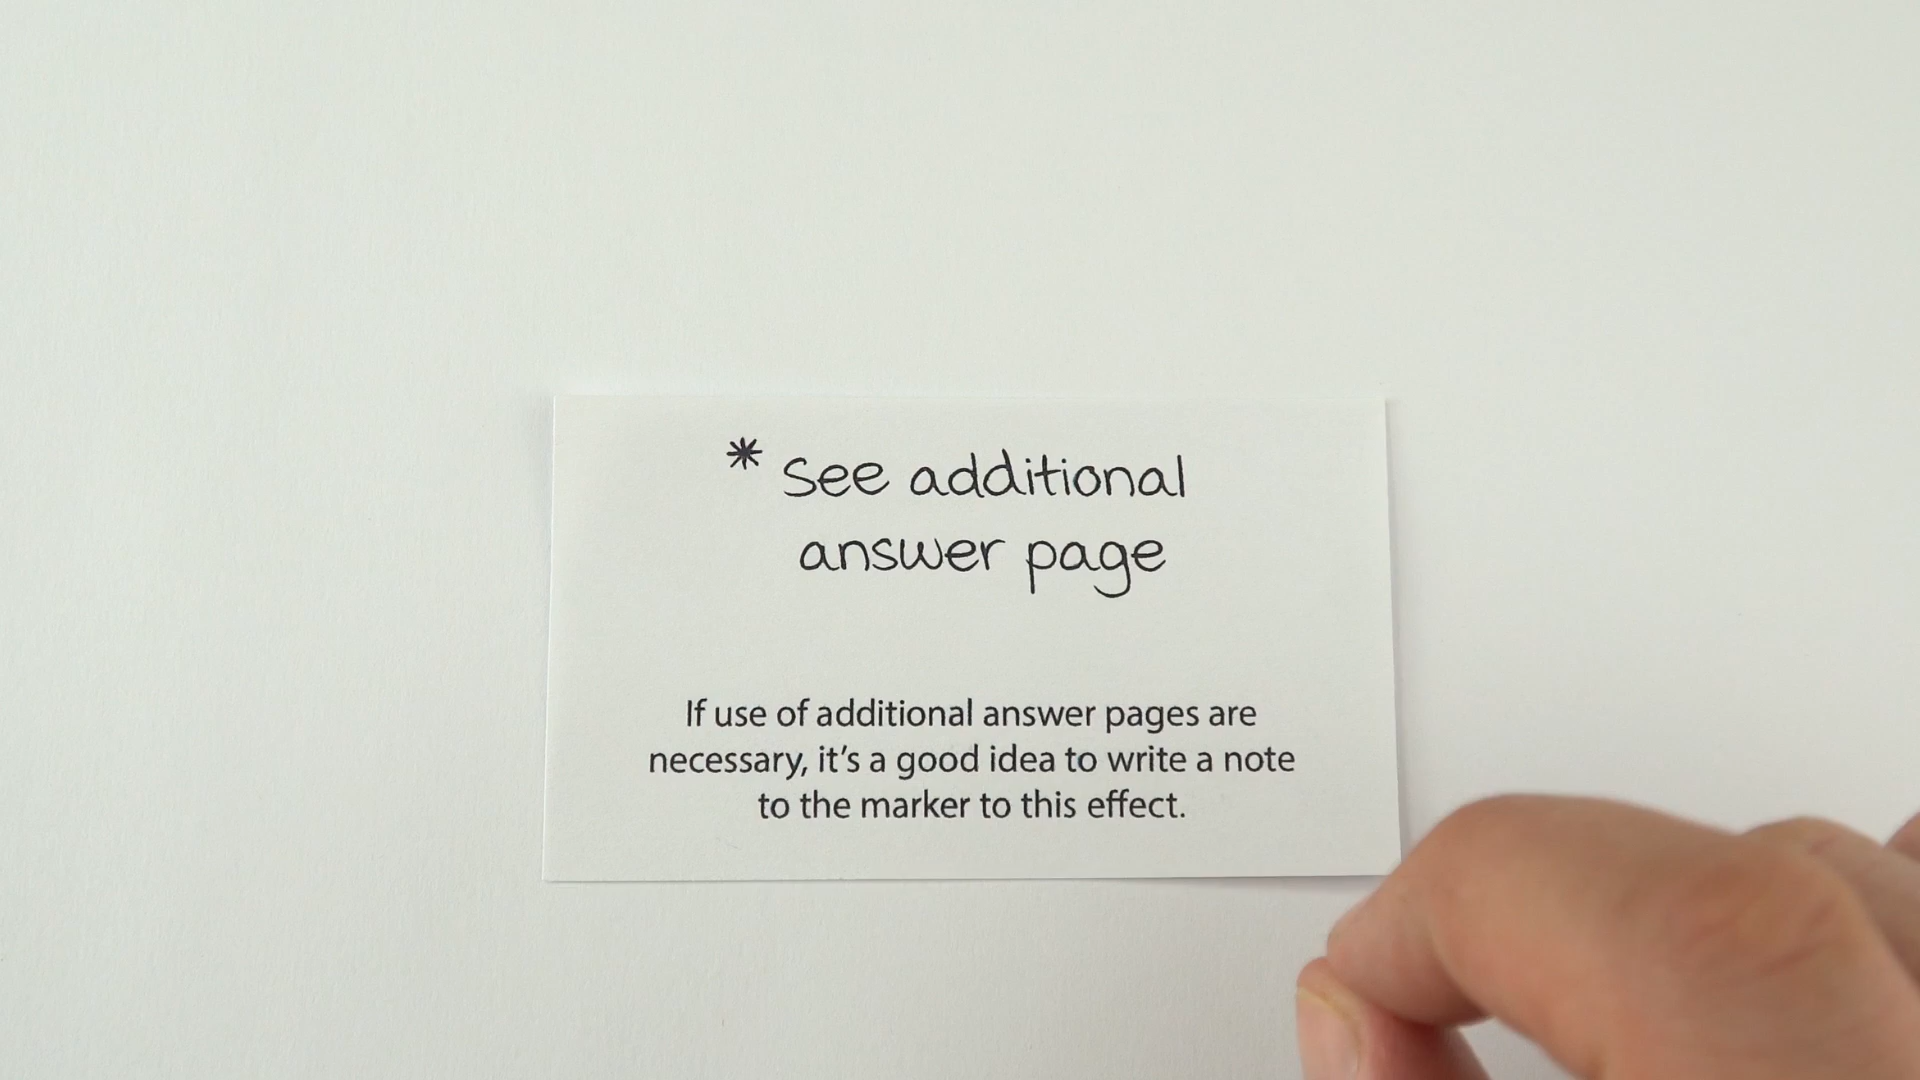 * see additional
answer page
If use of additional answer pages are
necessary, it's a good idea to write a note
to the marker to this effect.